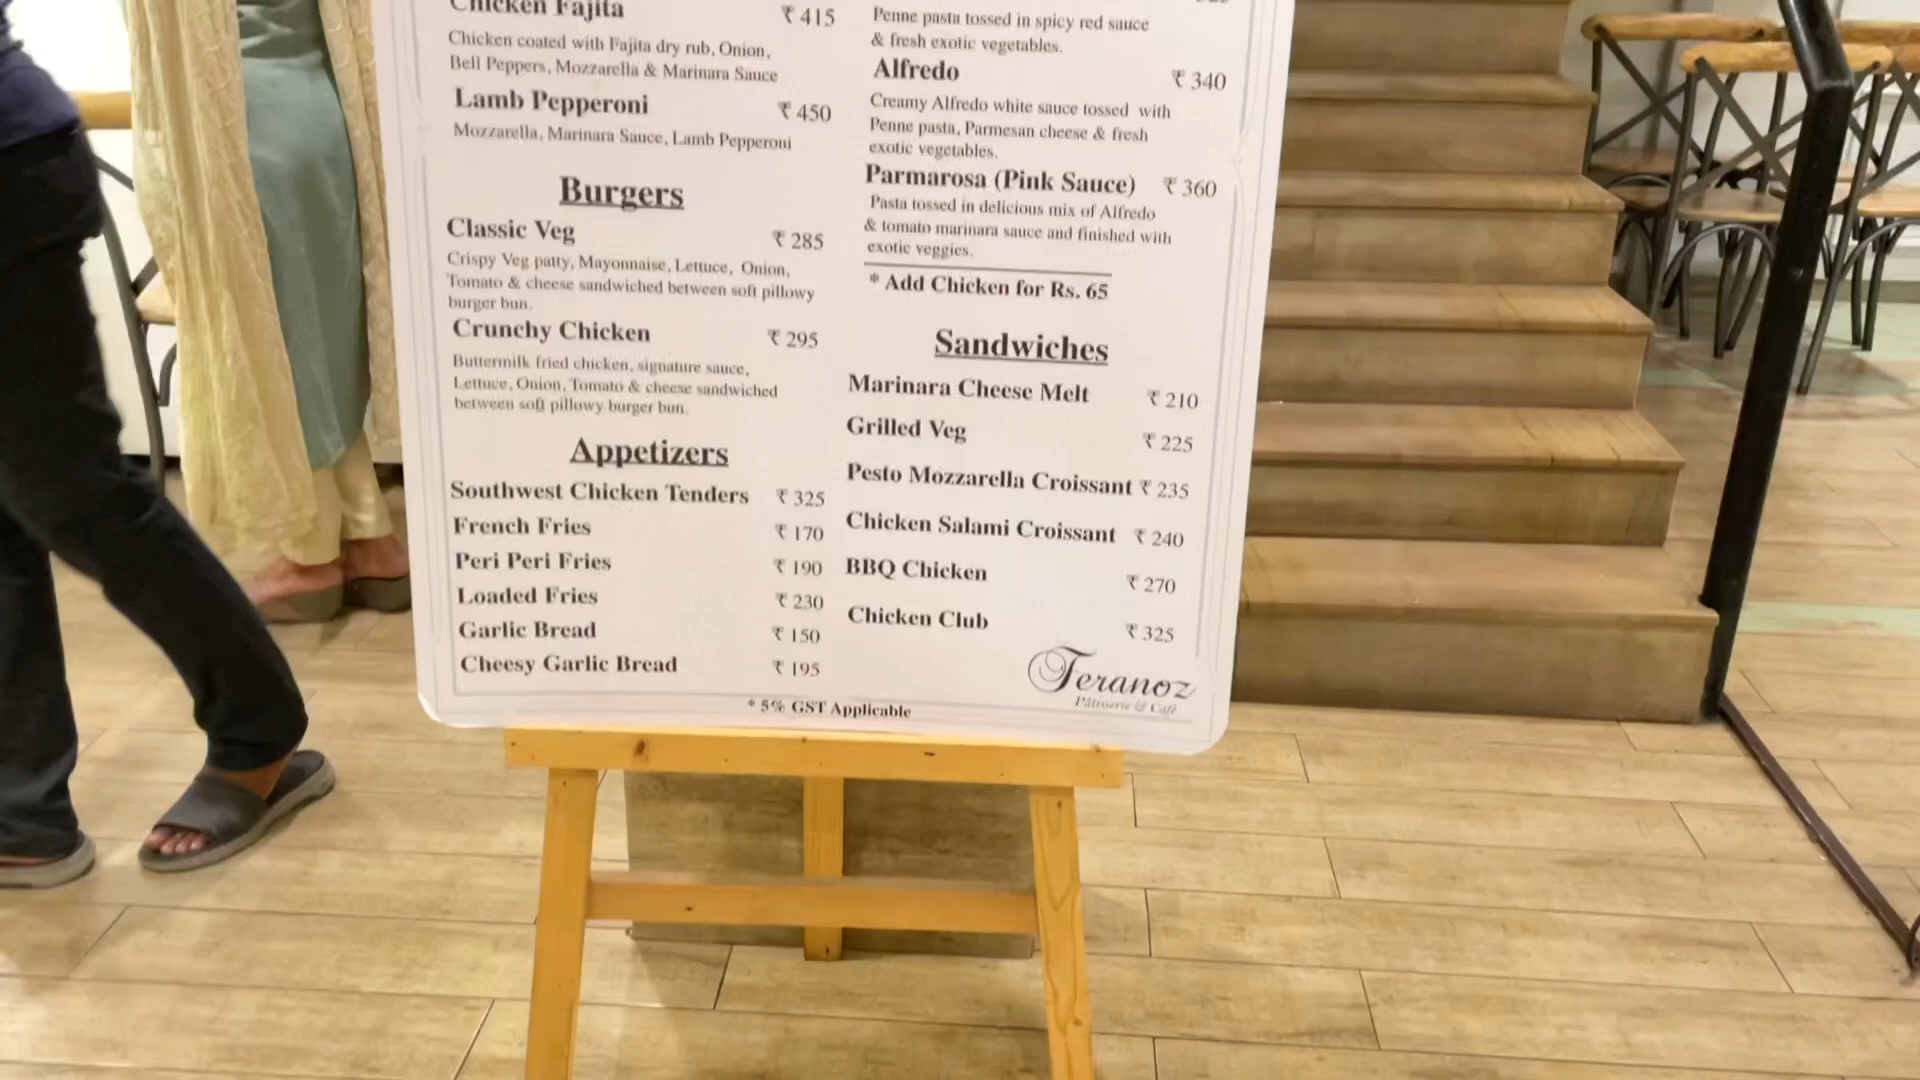 Chicken Fajita ₹ 415
Chicken coated with Fajita dry rub, Onion,
Bell Peppers, Mozzarella & Marinara Sauce
Lamb Pepperoni ₹ 450
Mozzarella, Marinara Sauce, Lamb Pepperoni
Burgers
Classic Veg ₹ 285
Crispy Veg patty, Mayonnaise, Lettuce, Onion,
Tomato & cheese sandwiched between soft pillowy
burger bun.
Crunchy Chicken ₹ 295
Buttermilk fried chicken, signature sauce,
Lettuce, Onion, Tomato & cheese sandwiched
between soft pillowy burger bun.
Appetizers
Southwest Chicken Tenders ₹ 325
French Fries ₹ 170
Peri Peri Fries ₹ 190
Loaded Fries ₹ 230
Garlic Bread ₹ 150
Cheesy Garlic Bread ₹ 195
Penne pasta tossed in spicy red sauce
& fresh exotic vegetables.
Alfredo ₹ 340
Creamy Alfredo white sauce tossed with
Penne pasta, Parmesan cheese & fresh
exotic vegetables.
Parmarosa (Pink Sauce) ₹ 360
Pasta tossed in delicious mix of Alfredo
& tomato marinara sauce and finished with
exotic veggies.
* Add Chicken for Rs. 65
Sandwiches
Marinara Cheese Melt ₹ 210
Grilled Veg ₹ 225
Pesto Mozzarella Croissant ₹ 235
Chicken Salami Croissant ₹ 240
BBQ Chicken ₹ 270
Chicken Club ₹ 325
Feranoz
Pâtisserie & Café
* 5% GST Applicable